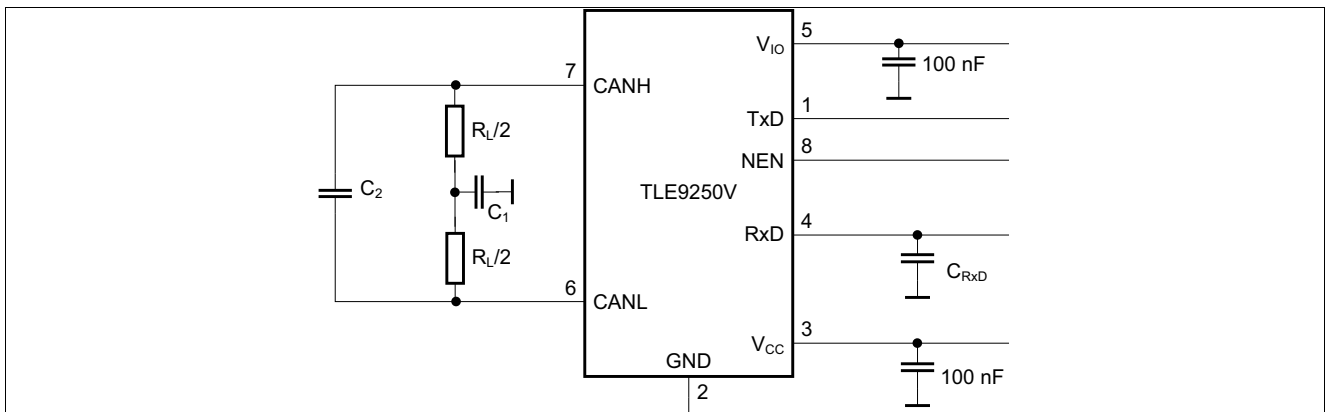 5
V_IO
100 nF
7
CANH
1
TxD
R_L/2
8
NEN
C_2
TLE9250V
C_1
4
RxD
R_L/2
C_RxD
6
CANL
3
V_CC
GND
100 nF
2